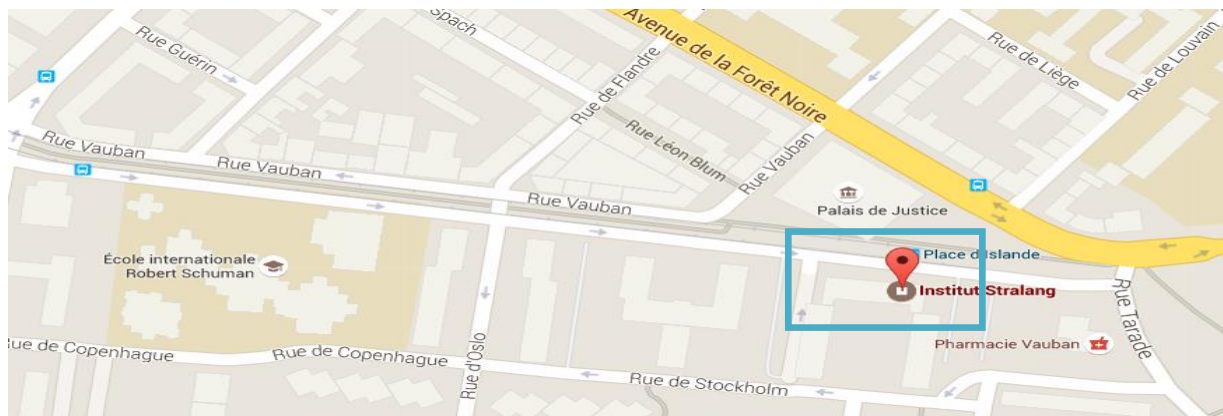 Spach
Avenue de la Forêt Noire
Rue Guérin
Rue de Flandre
Rue de Liège
Rue de Louvain
Rue Vauban
Rue Vauban
Rue Léon Blum
Rue Vauban
Rue Vauban
Palais de Justice
École internationale
Robert Schuman
Place d'Islande
Institut Stralang
Rue Tarade
Pharmacie Vauban
Rue de Copenhague
Rue de Copenhague
Rue d'Oslo
Rue de Stockholm